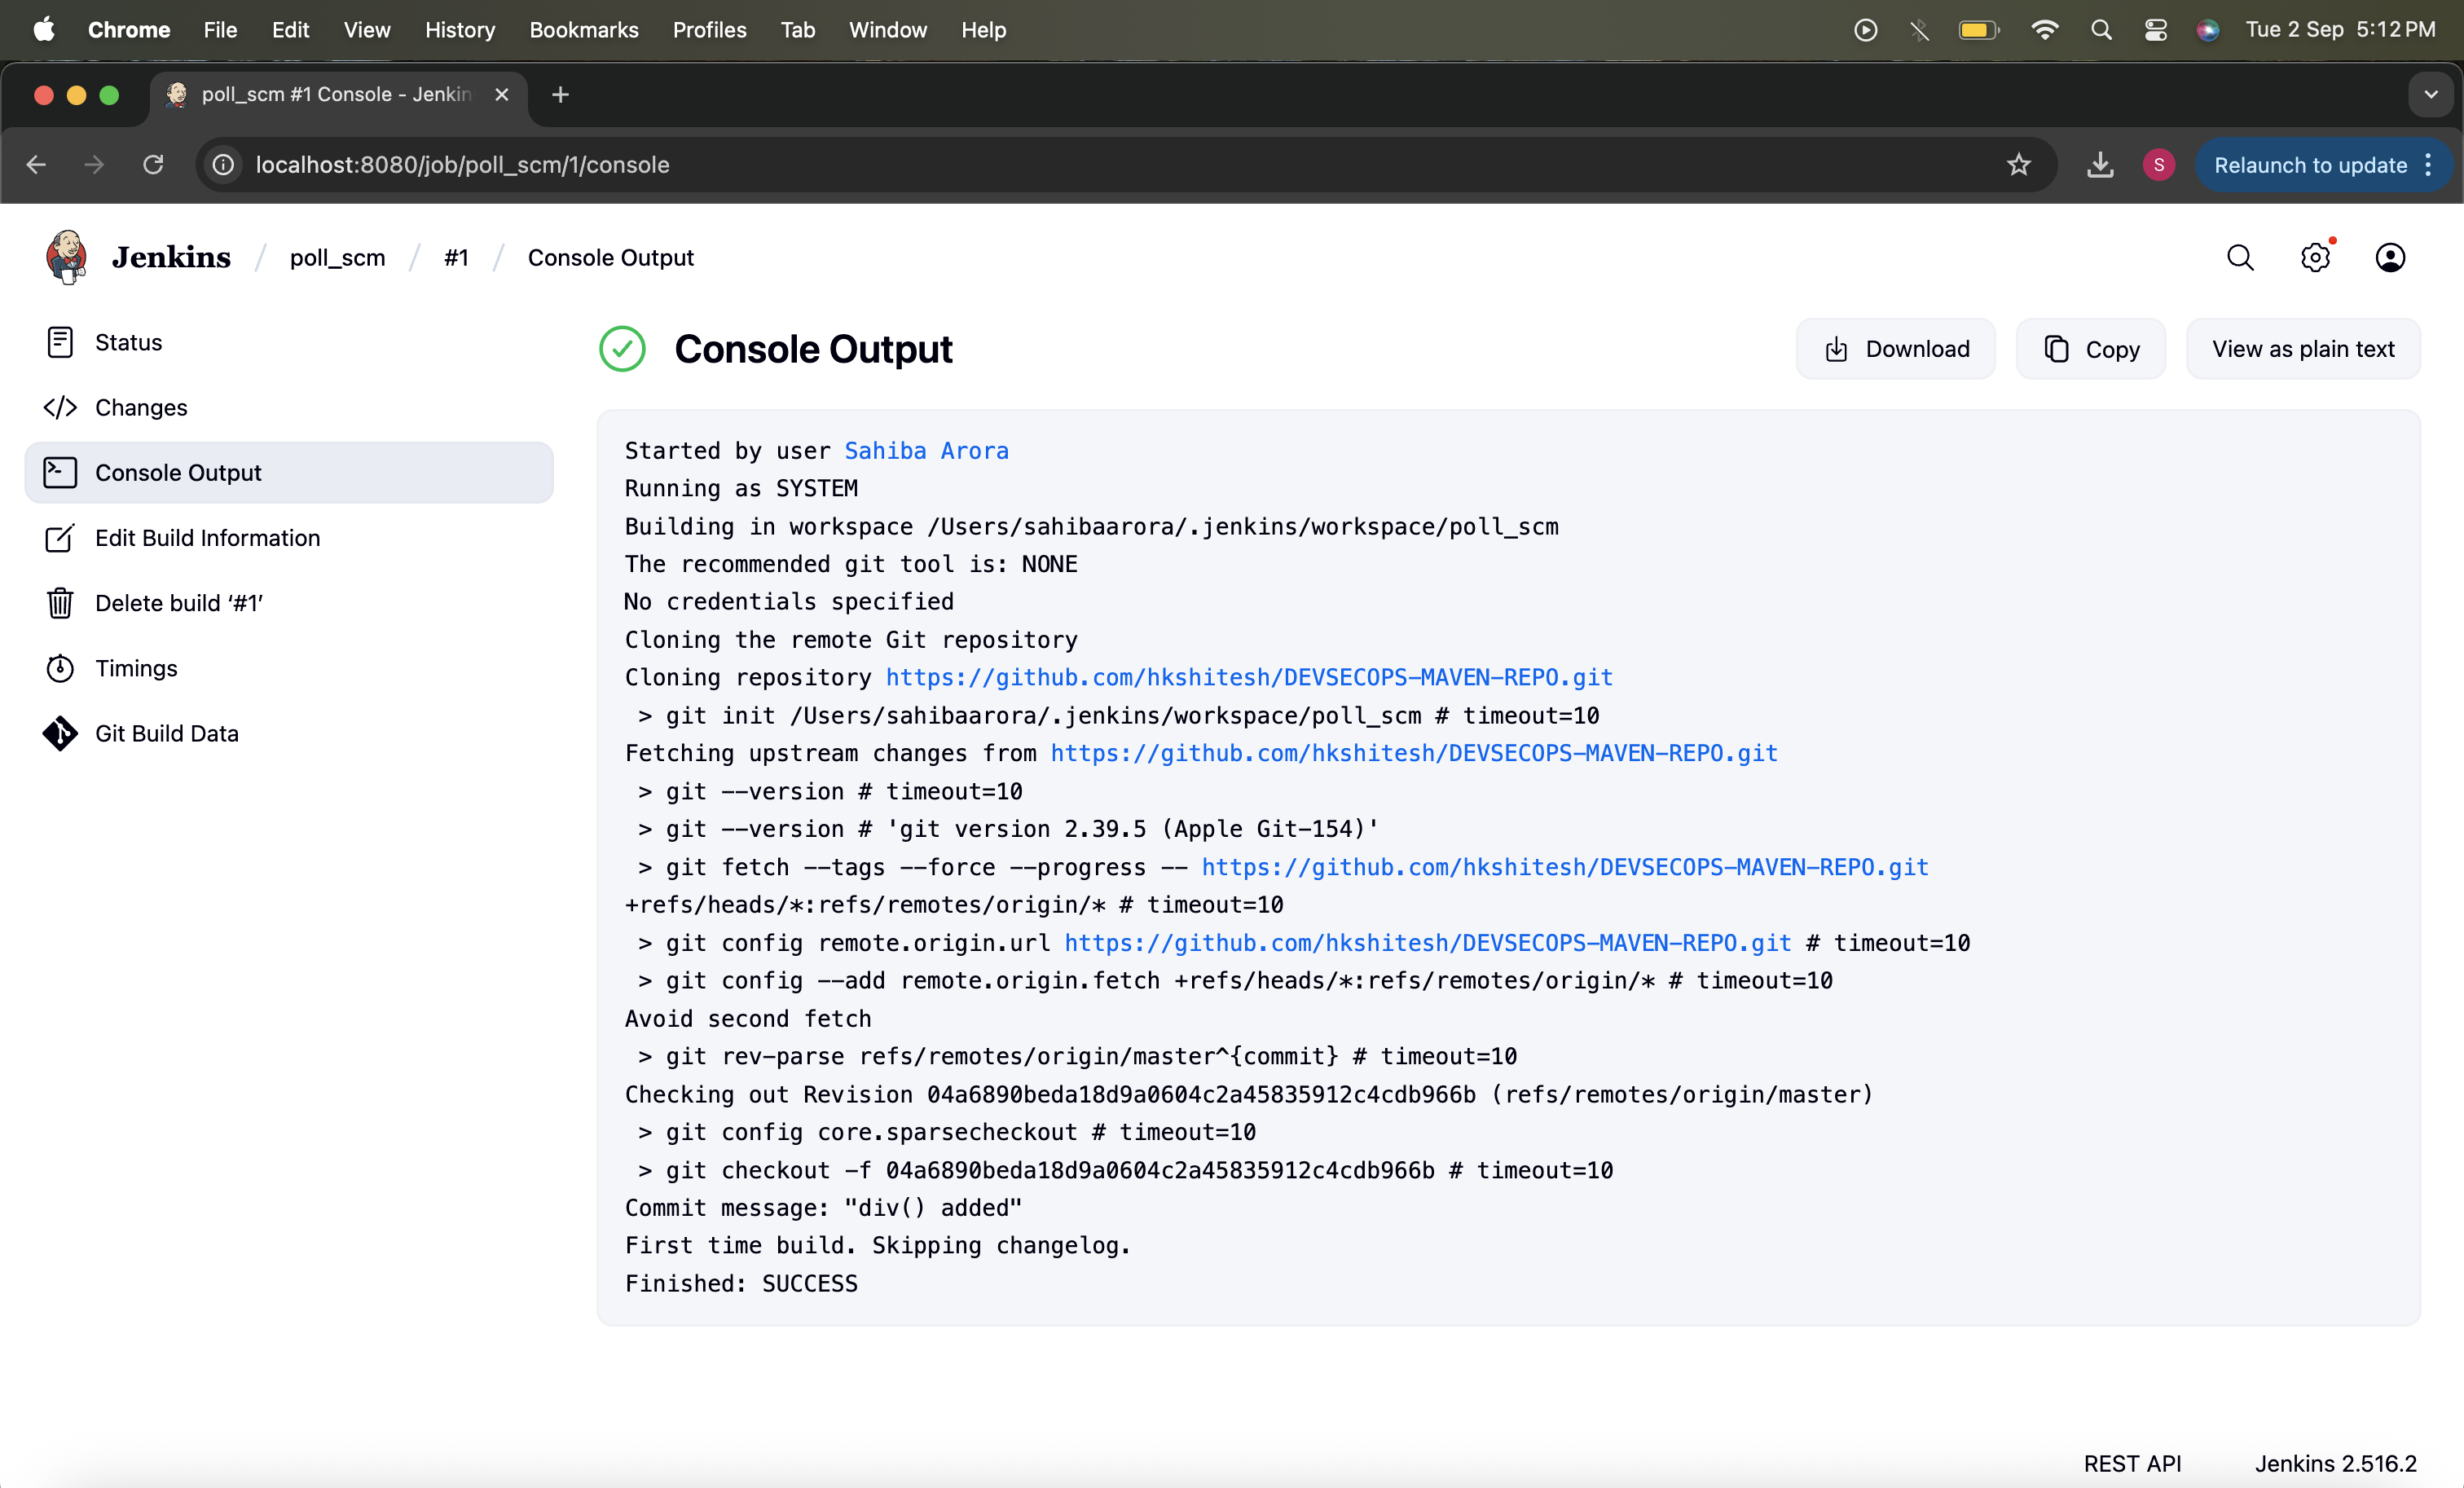 Chrome File Edit View History Bookmarks Profiles Tab Window Help Tue 2 Sep 5:12 PM
poll_scm #1 Console - Jenkin
localhost:8080/job/poll_scm/1/console S Relaunch to update
Jenkins / poll_scm / #1 / Console Output
Status
Changes
Console Output
Edit Build Information
Delete build ‘#1’
Timings
Git Build Data
Console Output Download Copy View as plain text
Started by user Sahiba Arora
Running as SYSTEM
Building in workspace /Users/sahibaarora/.jenkins/workspace/poll_scm
The recommended git tool is: NONE
No credentials specified
Cloning the remote Git repository
Cloning repository https://github.com/hkshitesh/DEVSECOPS-MAVEN-REPO.git
 > git init /Users/sahibaarora/.jenkins/workspace/poll_scm # timeout=10
Fetching upstream changes from https://github.com/hkshitesh/DEVSECOPS-MAVEN-REPO.git
 > git --version # timeout=10
 > git --version # 'git version 2.39.5 (Apple Git-154)'
 > git fetch --tags --force --progress -- https://github.com/hkshitesh/DEVSECOPS-MAVEN-REPO.git
+refs/heads/*:refs/remotes/origin/* # timeout=10
 > git config remote.origin.url https://github.com/hkshitesh/DEVSECOPS-MAVEN-REPO.git # timeout=10
 > git config --add remote.origin.fetch +refs/heads/*:refs/remotes/origin/* # timeout=10
Avoid second fetch
 > git rev-parse refs/remotes/origin/master^{commit} # timeout=10
Checking out Revision 04a6890beda18d9a0604c2a45835912c4cdb966b (refs/remotes/origin/master)
 > git config core.sparsecheckout # timeout=10
 > git checkout -f 04a6890beda18d9a0604c2a45835912c4cdb966b # timeout=10
Commit message: "div() added"
First time build. Skipping changelog.
Finished: SUCCESS
REST API Jenkins 2.516.2